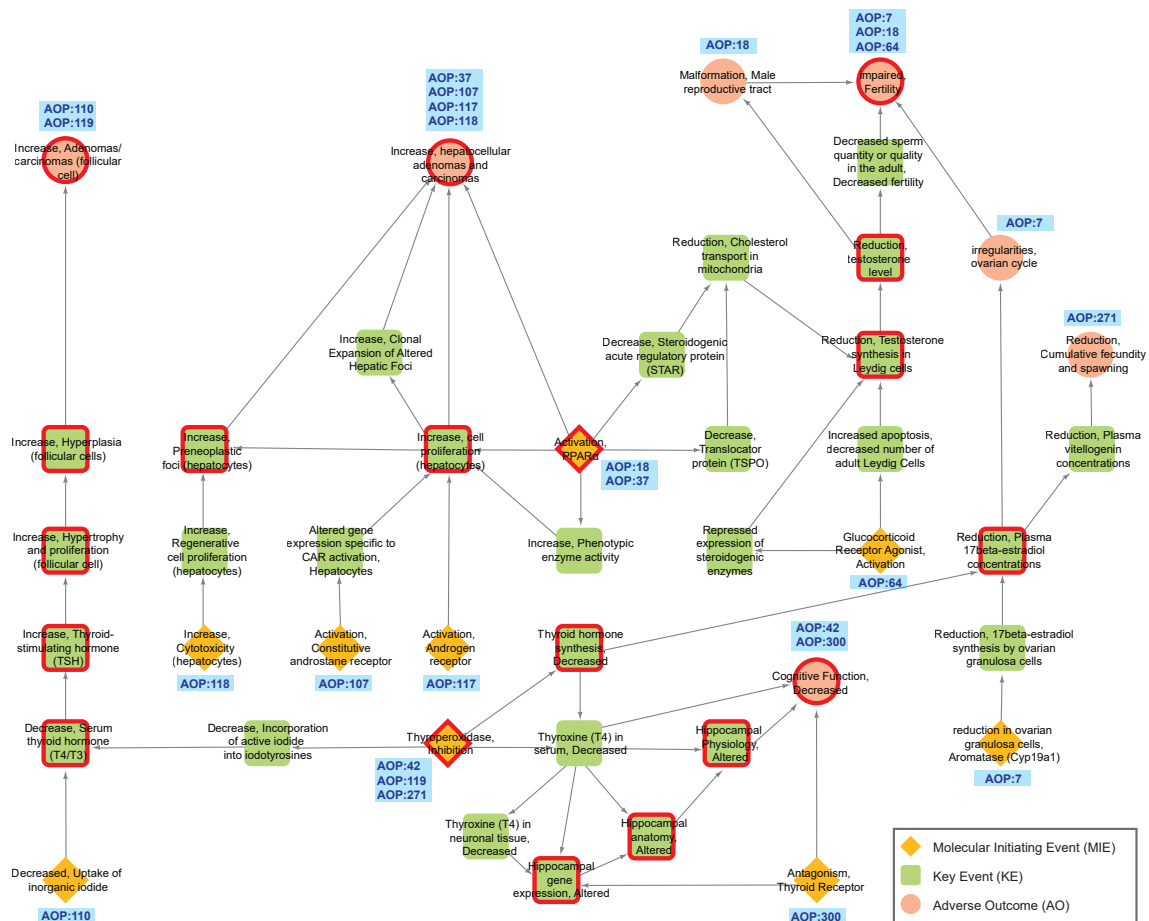 AOP:7
AOP:18
AOP:64
AOP:18
Malformation, Male
reproductive tract
Impaired,
Fertility
AOP:37
AOP:107
AOP:117
AOP:118
AOP:110
AOP:119
Increase, Adenomas/
carcinomas (follicular
cell)
Increase, hepatocellular
adenomas and
carcinomas
Decreased sperm
quantity or quality
in the adult,
Decreased fertility
AOP:7
irregularities,
ovarian cycle
Reduction, Cholesterol
transport in
mitochondria
Reduction,
testosterone
level
AOP:271
Reduction,
Cumulative fecundity
and spawning
Increase, Clonal
Expansion of Altered
Hepatic Foci
Decrease, Steroidogenic
acute regulatory protein
(STAR)
Reduction, Testosterone
synthesis in
Leydig cells
Increase, Hyperplasia
(follicular cells)
Increase,
Preneoplastic
foci (hepatocytes)
Increase, cell
proliferation
(hepatocytes)
Activation,
PPARα
AOP:18
AOP:37
Decrease,
Translocator
protein (TSPO)
Increased apoptosis,
decreased number of
adult Leydig Cells
Reduction, Plasma
vitellogenin
concentrations
Increase, Hypertrophy
and proliferation
(follicular cell)
Increase,
Regenerative
cell proliferation
(hepatocytes)
Altered gene
expression specific to
CAR activation,
Hepatocytes
Increase, Phenotypic
enzyme activity
Repressed
expression of
steroidogenic
enzymes
Glucocorticoid
Receptor Agonist,
Activation
AOP:64
Reduction, Plasma
17beta-estradiol
concentrations
Increase, Thyroid-
stimulating hormone
(TSH)
Increase,
Cytotoxicity
(hepatocytes)
AOP:118
Activation,
Constitutive
androstane receptor
AOP:107
Activation,
Androgen
receptor
AOP:117
Thyroid hormone
synthesis,
Decreased
AOP:42
AOP:300
Cognitive Function,
Decreased
Reduction, 17beta-estradiol
synthesis by ovarian
granulosa cells
Decrease, Serum
thyroid hormone
(T4/T3)
Decrease, Incorporation
of active iodide
into iodotyrosines
Thyroperoxidase,
Inhibition
AOP:42
AOP:119
AOP:271
Thyroxine (T4) in
serum, Decreased
Hippocampal
Physiology,
Altered
reduction in ovarian
granulosa cells,
Aromatase (Cyp19a1)
AOP:7
Thyroxine (T4) in
neuronal tissue,
Decreased
Hippocampal
anatomy,
Altered
Decreased, Uptake of
inorganic iodide
AOP:110
Hippocampal
gene
expression, Altered
Antagonism,
Thyroid Receptor
AOP:300
Molecular Initiating Event (MIE)
Key Event (KE)
Adverse Outcome (AO)